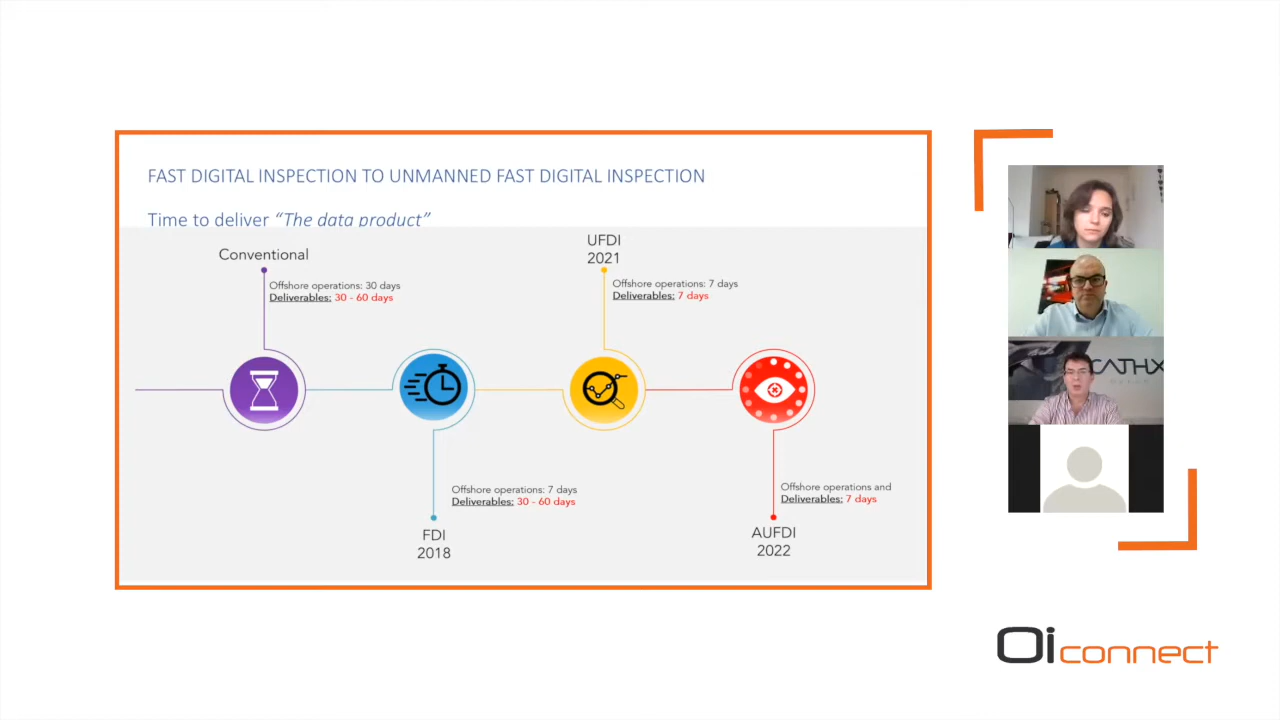 FAST DIGITAL INSPECTION TO UNMANNED FAST DIGITAL INSPECTION
Time to deliver “The data product”
Conventional
Offshore operations: 30 days
Deliverables: 30 - 60 days
UFDI
2021
Offshore operations: 7 days
Deliverables: 7 days
Offshore operations: 7 days
Deliverables: 30 - 60 days
FDI
2018
Offshore operations and
Deliverables: 7 days
AUFDI
2022
CATHX
Oi connect